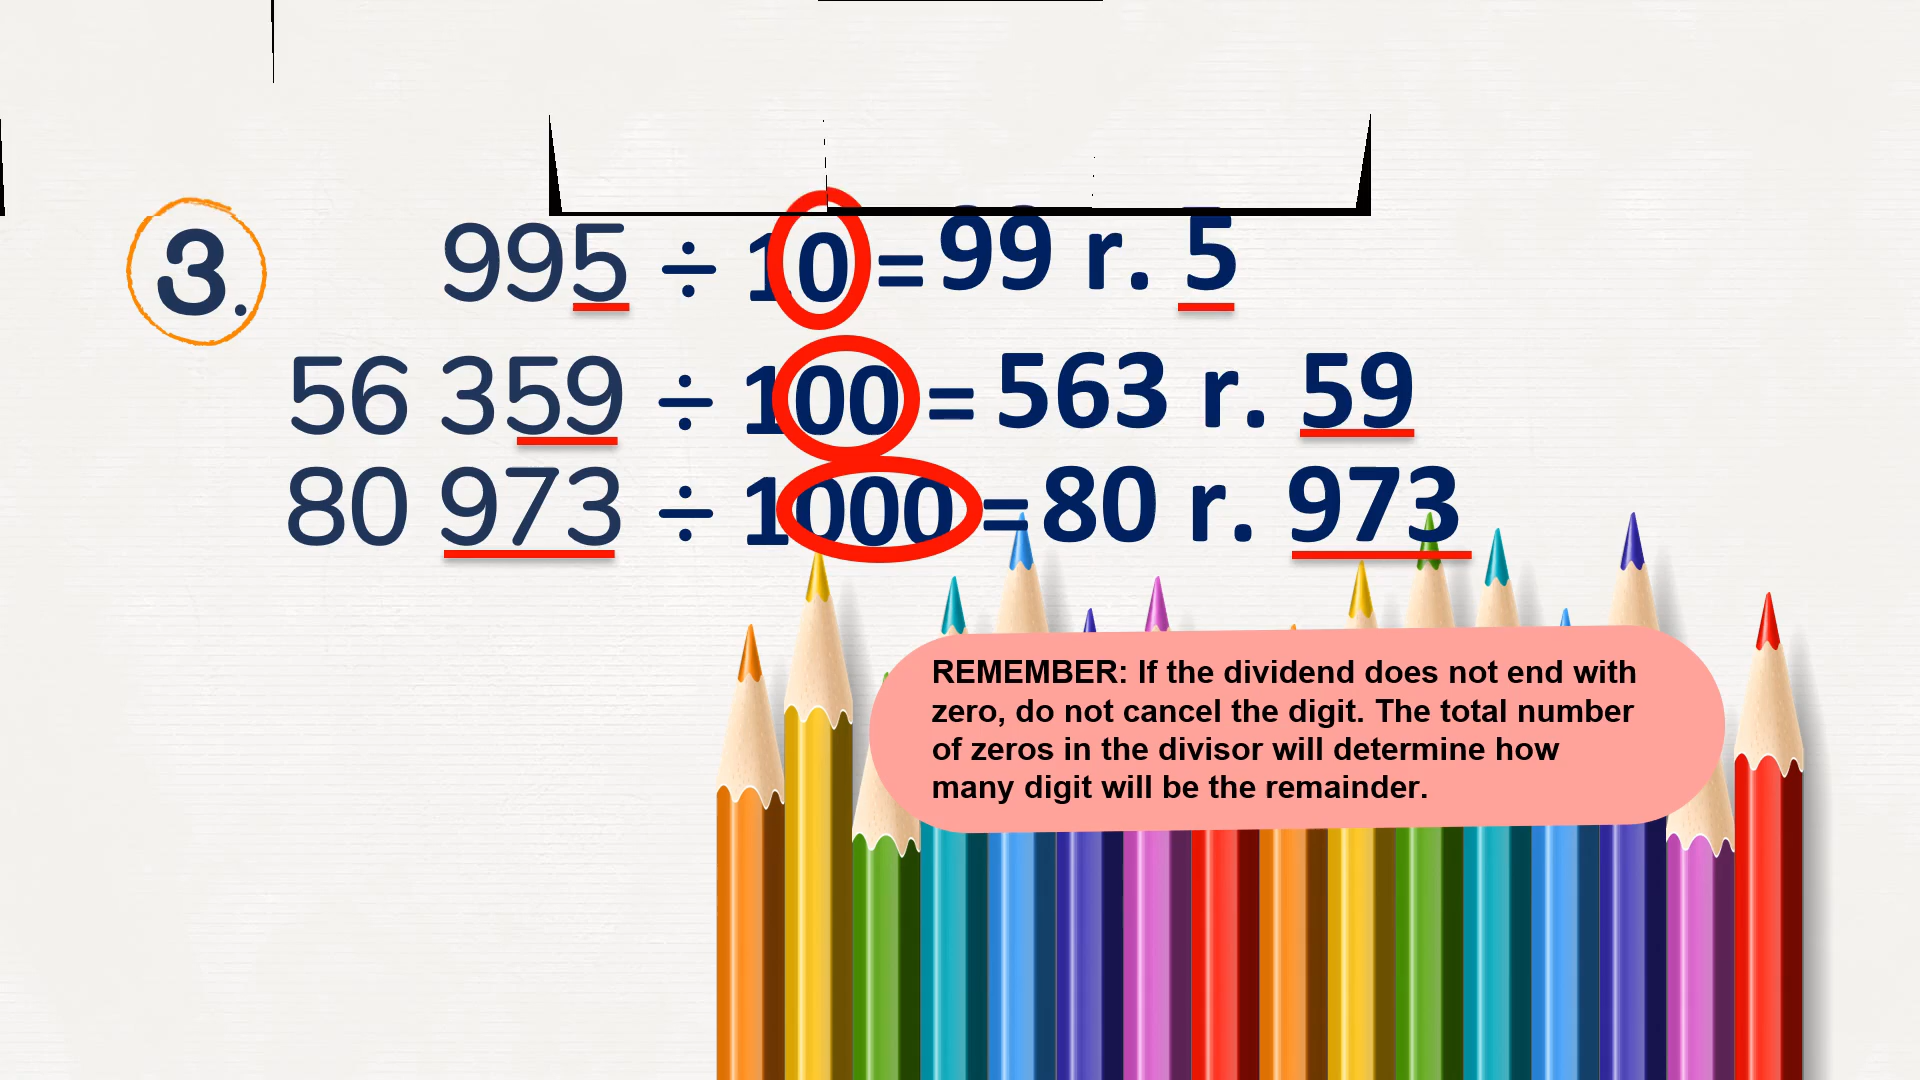 3. 995 ÷ 10 = 99 r. 5
56 359 ÷ 100 = 563 r. 59
80 973 ÷ 1000 = 80 r. 973
REMEMBER: If the dividend does not end with
zero, do not cancel the digit. The total number
of zeros in the divisor will determine how
many digit will be the remainder.